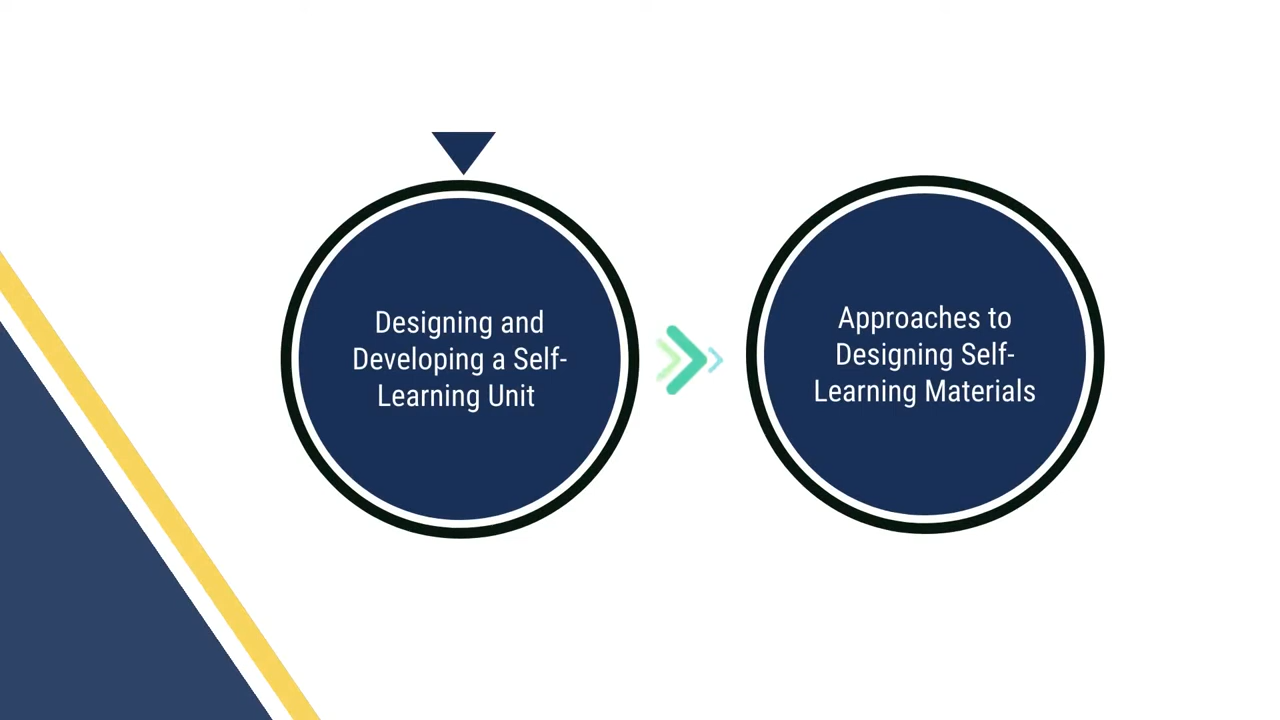 Designing and
Developing a Self-
Learning Unit
Approaches to
Designing Self-
Learning Materials